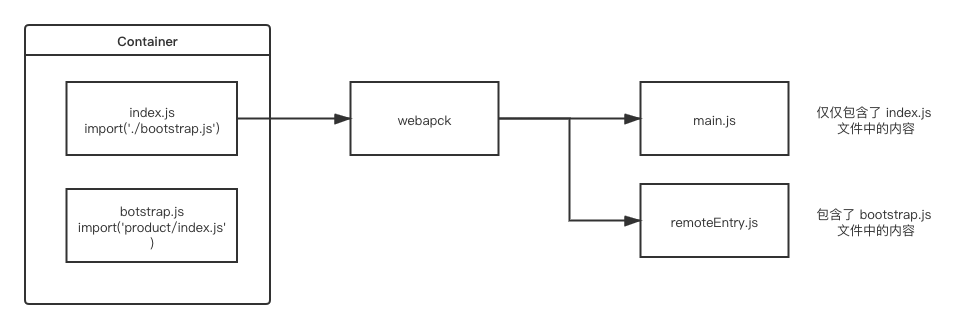 Container
index.js
import('./bootstrap.js')
botstrap.js
import('product/index.js'
)
webapck
main.js
仅仅包含了 index.js
文件中的内容
remoteEntry.js
包含了 bootstrap.js
文件中的内容